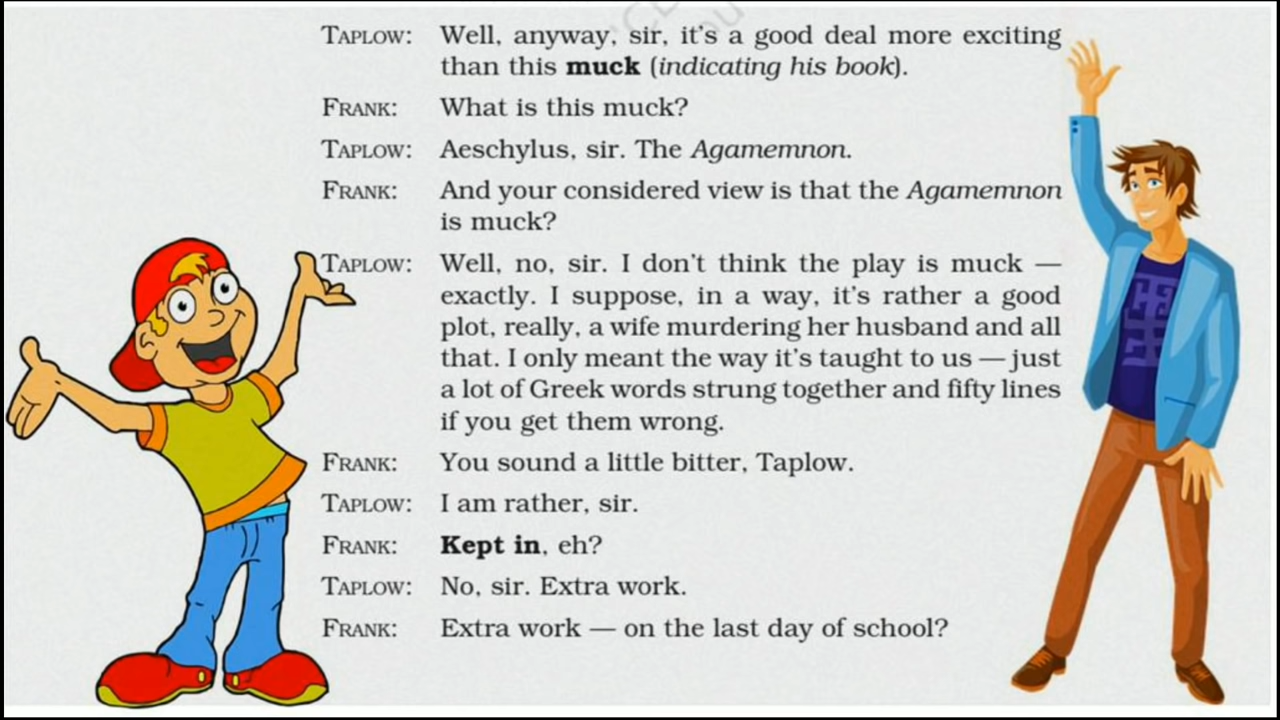 TAPLOW: Well, anyway, sir, it's a good deal more exciting
than this muck (indicating his book).
FRANK: What is this muck?
TAPLOW: Aeschylus, sir. The Agamemnon.
FRANK: And your considered view is that the Agamemnon
is muck?
TAPLOW: Well, no, sir. I don't think the play is muck —
exactly. I suppose, in a way, it's rather a good
plot, really, a wife murdering her husband and all
that. I only meant the way it's taught to us — just
a lot of Greek words strung together and fifty lines
if you get them wrong.
FRANK: You sound a little bitter, Taplow.
TAPLOW: I am rather, sir.
FRANK: Kept in, eh?
TAPLOW: No, sir. Extra work.
FRANK: Extra work — on the last day of school?